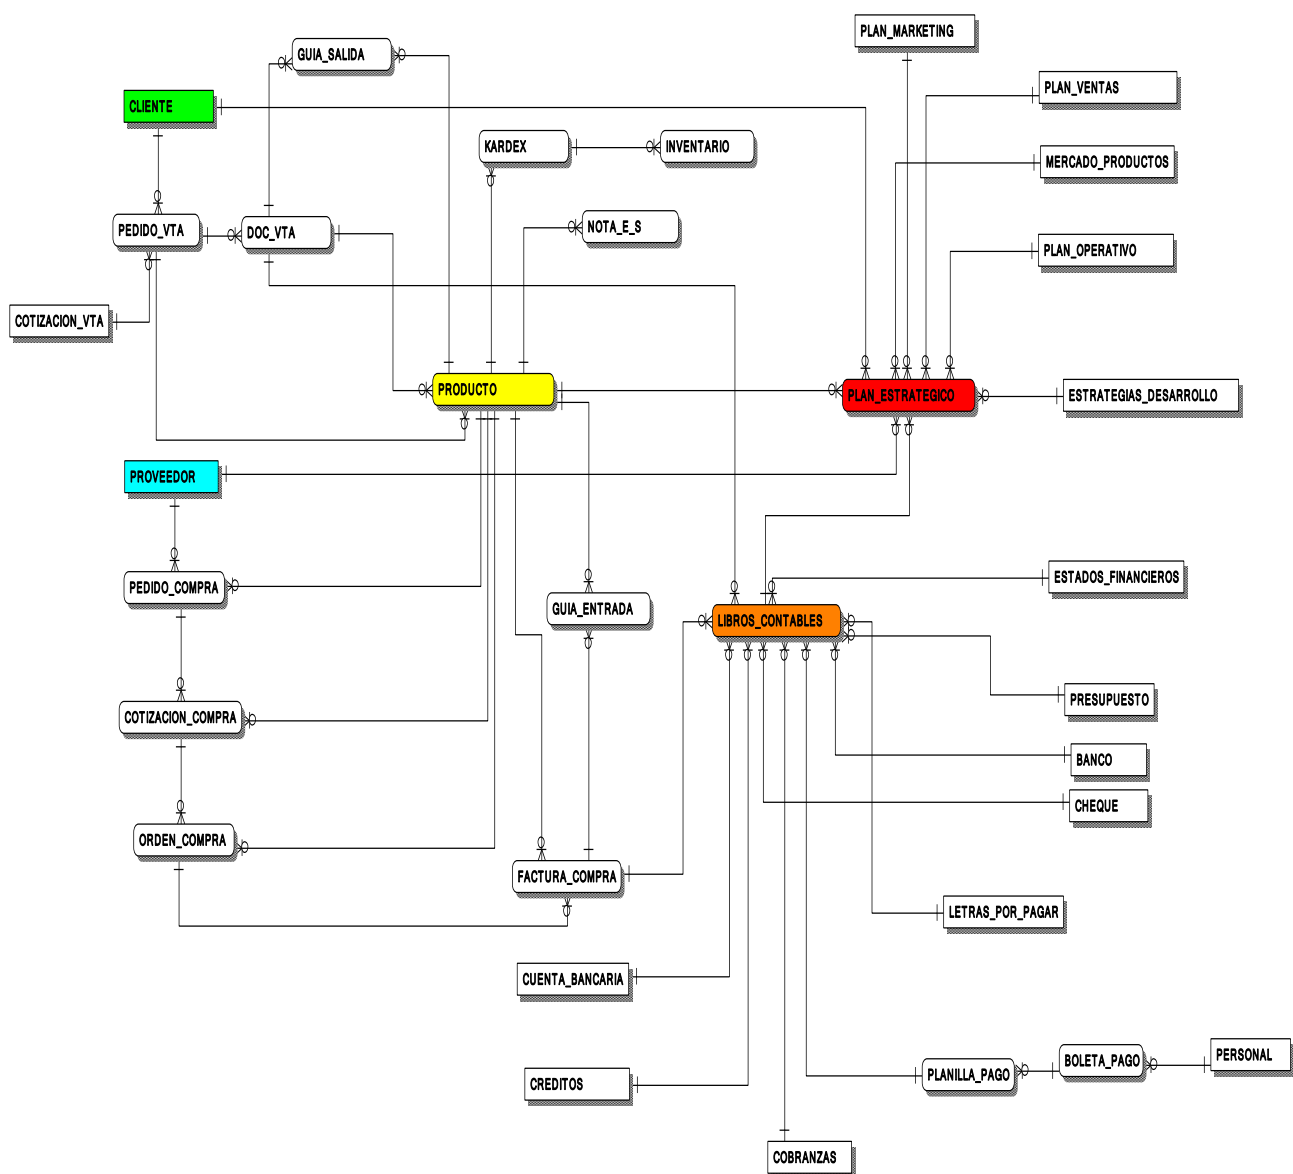 PLAN_MARKETING
GUIA_SALIDA
PLAN_VENTAS
CLIENTE
KARDEX
INVENTARIO
MERCADO_PRODUCTOS
PEDIDO_VTA
DOC_VTA
NOTA_E_S
PLAN_OPERATIVO
COTIZACION_VTA
PRODUCTO
PLAN_ESTRATEGICO
ESTRATEGIAS_DESARROLLO
PROVEEDOR
PEDIDO_COMPRA
ESTADOS_FINANCIEROS
GUIA_ENTRADA
LIBROS_CONTABLES
PRESUPUESTO
COTIZACION_COMPRA
BANCO
CHEQUE
ORDEN_COMPRA
FACTURA_COMPRA
LETRAS_POR_PAGAR
CUENTA_BANCARIA
PERSONAL
BOLETA_PAGO
PLANILLA_PAGO
CREDITOS
COBRANZAS